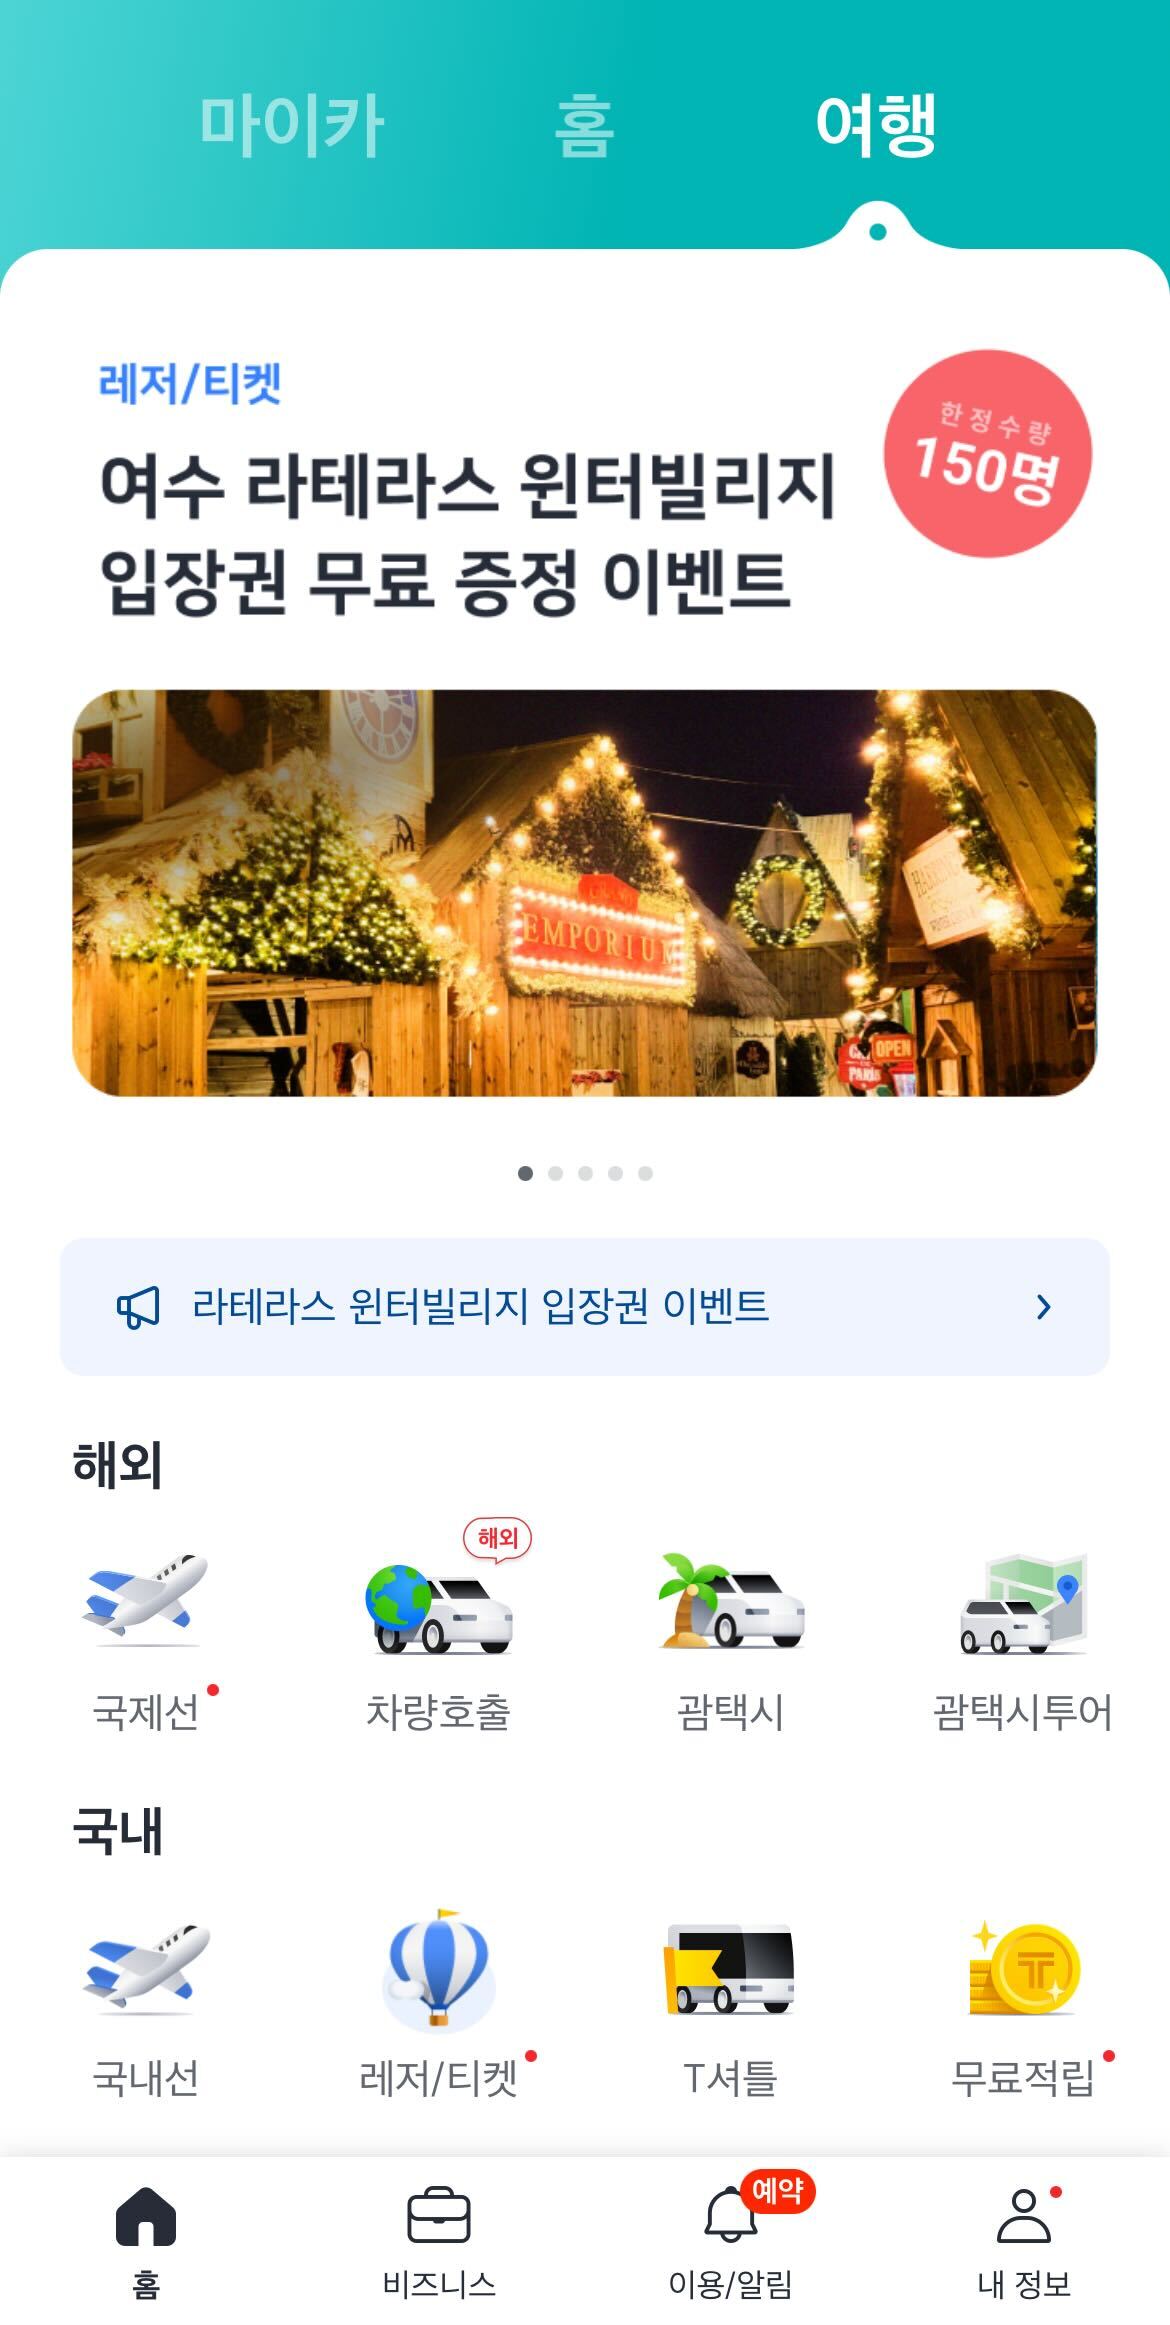 마이카 홈 여행
레저/티켓
여수 라테라스 윈터빌리지
입장권 무료 증정 이벤트
한정수량
150명
EMPORIUM
OPEN
라테라스 윈터빌리지 입장권 이벤트
해외
해외
국제선 차량호출 괌택시 괌택시투어
국내
국내선 레저/티켓 T셔틀 무료적립
예약
홈 비즈니스 이용/알림 내 정보